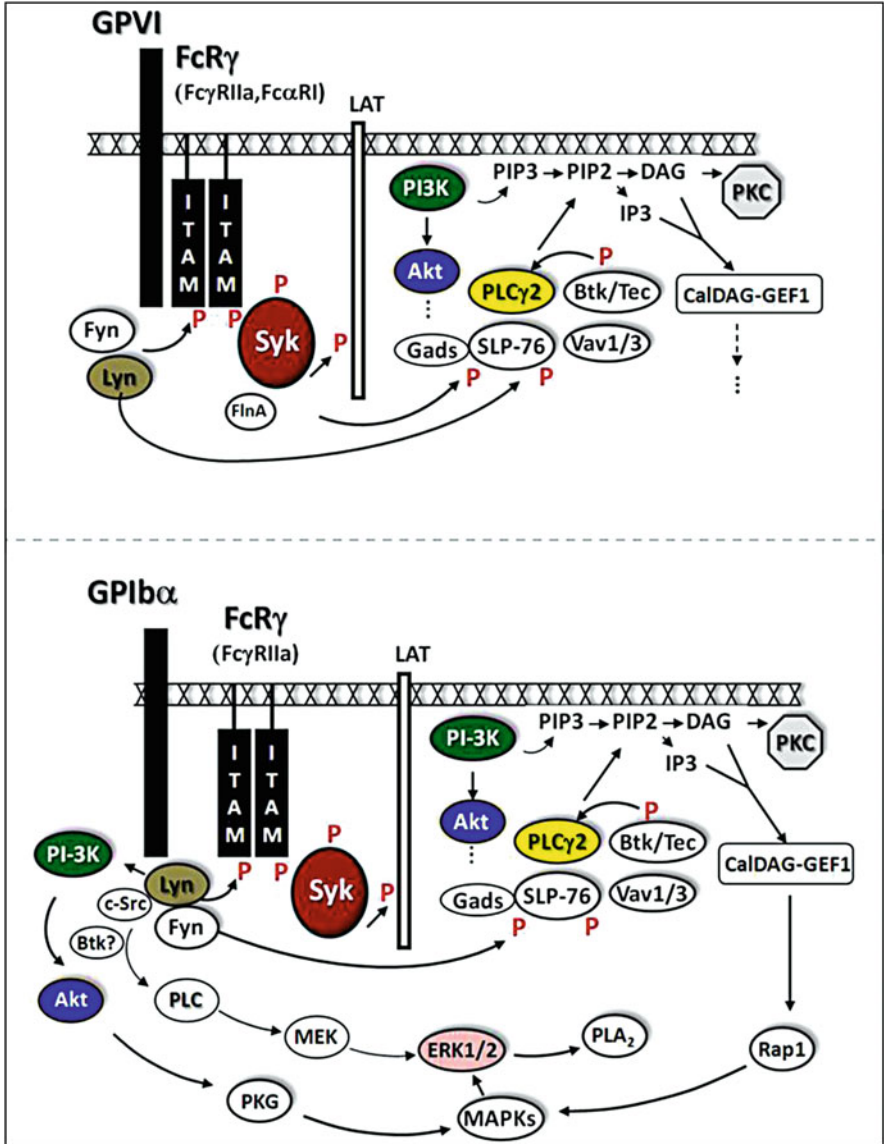 GPVI
FcRγ
(FcγRIIa,FcαRI)
LAT
PI3K
PIP3
PIP2
DAG
PKC
IP3
I
T
A
M
I
T
A
M
Akt
P
PLCγ2
Btk/Tec
CalDAG-GEF1
P
P
P
P
Fyn
Syk
Gads
SLP-76
Vav1/3
P
P
Lyn
FlnA
GPIbα
FcRγ
(FcγRIIa)
LAT
PI-3K
PIP3
PIP2
DAG
PKC
IP3
I
T
A
M
I
T
A
M
Akt
P
PLCγ2
Btk/Tec
CalDAG-GEF1
P
P
P
P
PI-3K
Lyn
c-Src
Syk
Gads
SLP-76
Vav1/3
P
P
Fyn
Btk?
Akt
PLC
MEK
ERK1/2
PLA2
Rap1
PKG
MAPKs